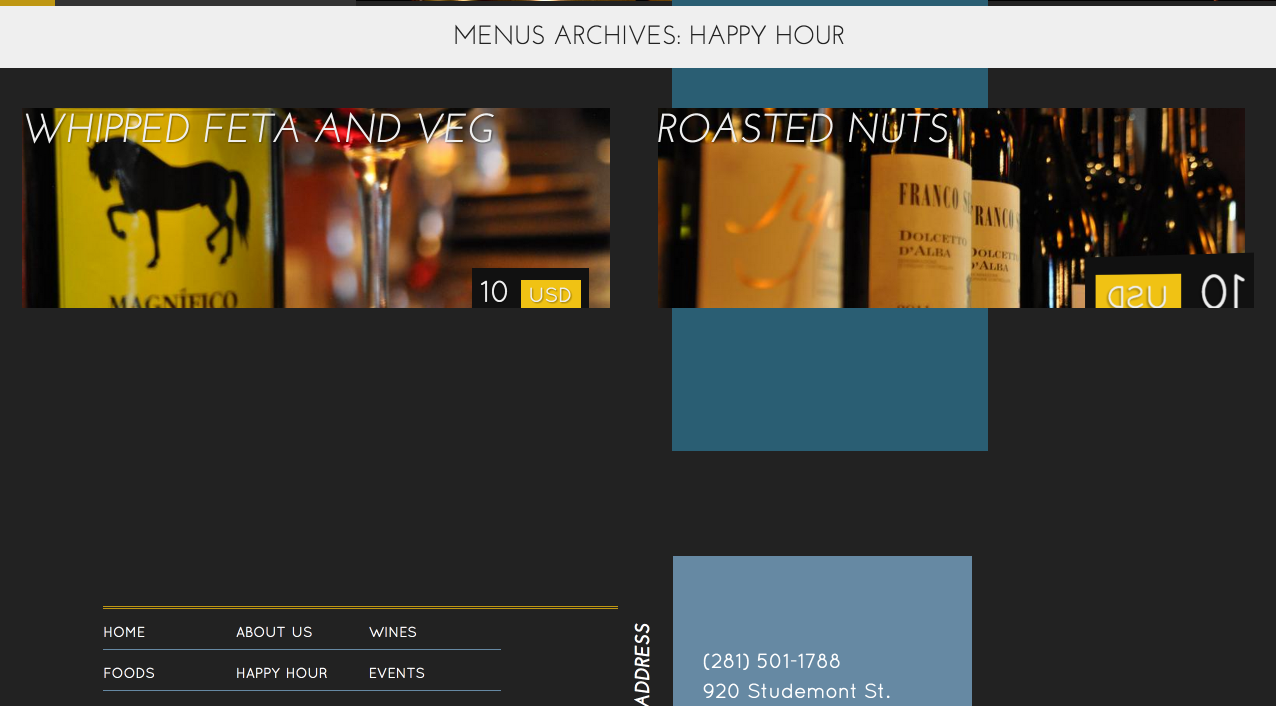 MENUS ARCHIVES: HAPPY HOUR
WHIPPED FETA AND VEG
MAGNÍFICO
10 USD
ROASTED NUTS
FRANCO
DOLCETTO
D'ALBA
FRANCO
DOLCETTO
D'ALBA
10 USD
HOME ABOUT US WINES
FOODS HAPPY HOUR EVENTS
ADDRESS
(281) 501-1788
920 Studemont St.